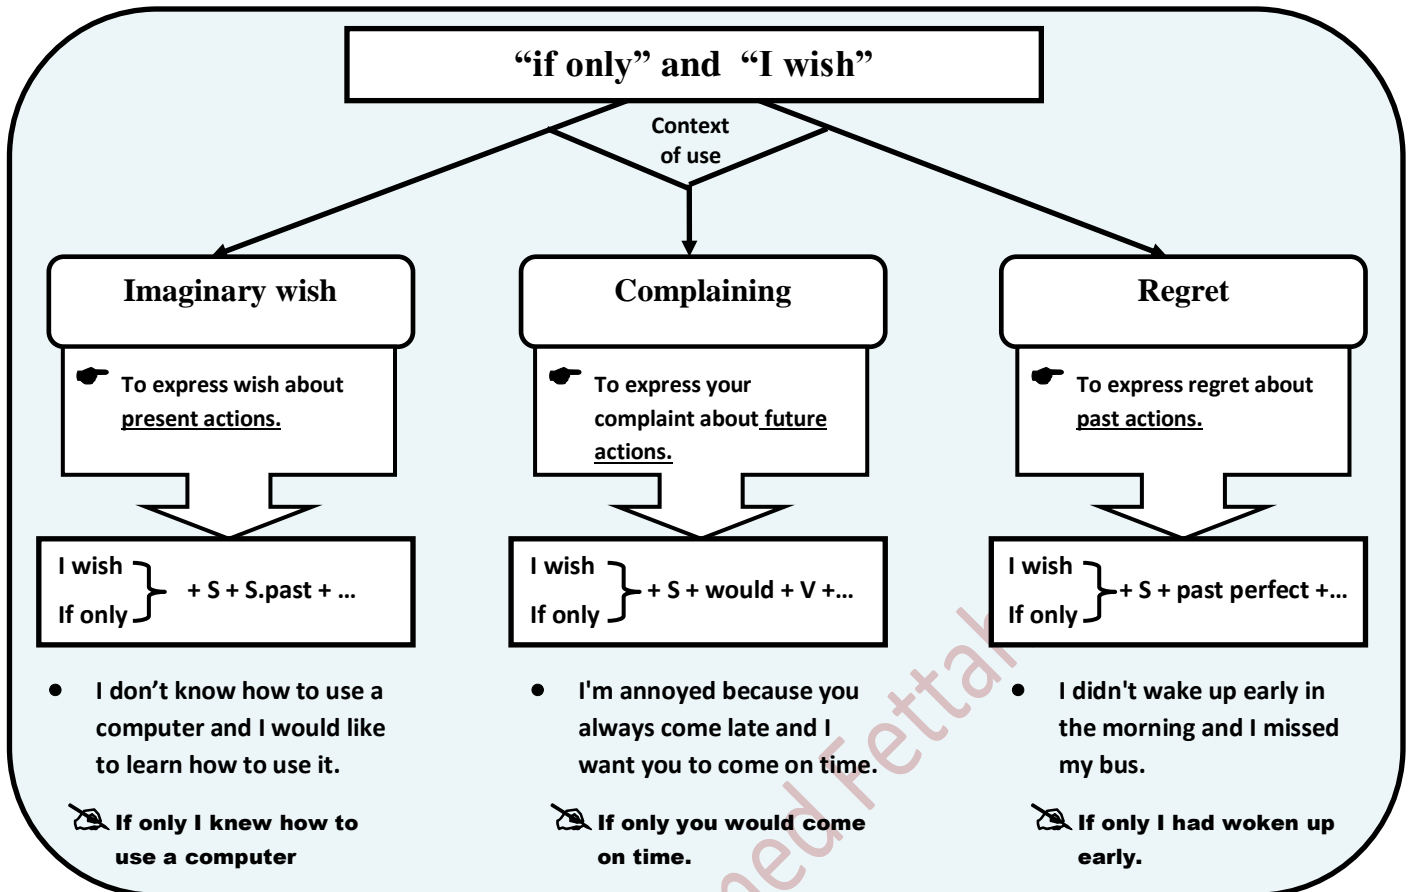 “if only” and “I wish”
Context
of use
Imaginary wish
To express wish about
present actions.
I wish
If only
+ S + S.past + ...
I don’t know how to use a
computer and I would like
to learn how to use it.
If only I knew how to
use a computer
Complaining
To express your
complaint about future
actions.
I wish
If only
+ S + would + V +...
I'm annoyed because you
always come late and I
want you to come on time.
If only you would come
on time.
Regret
To express regret about
past actions.
I wish
If only
+ S + past perfect +...
I didn't wake up early in
the morning and I missed
my bus.
If only I had woken up
early.